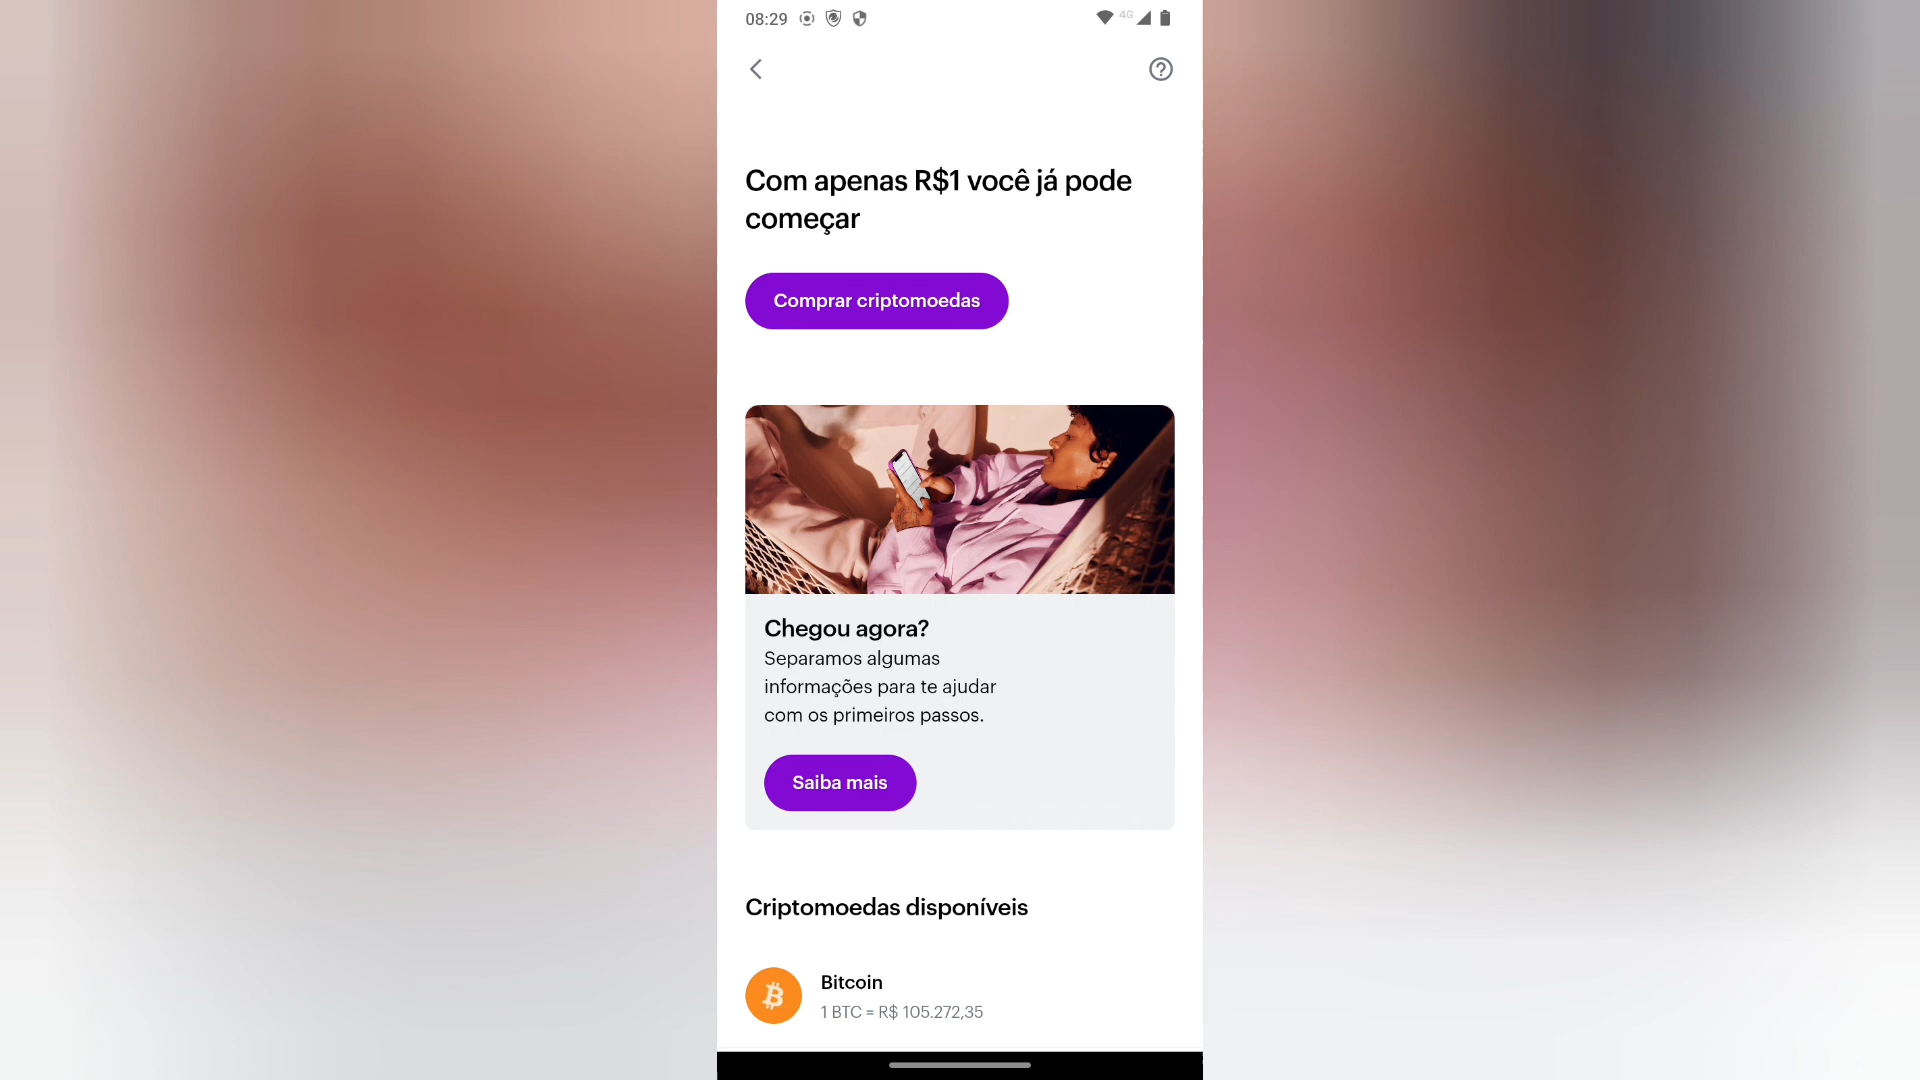 08:29
4G
Com apenas R$1 você já pode
começar
Comprar criptomoedas
Chegou agora?
Separamos algumas
informações para te ajudar
com os primeiros passos.
Saiba mais
Criptomoedas disponíveis
Bitcoin
1 BTC = R$ 105.272,35